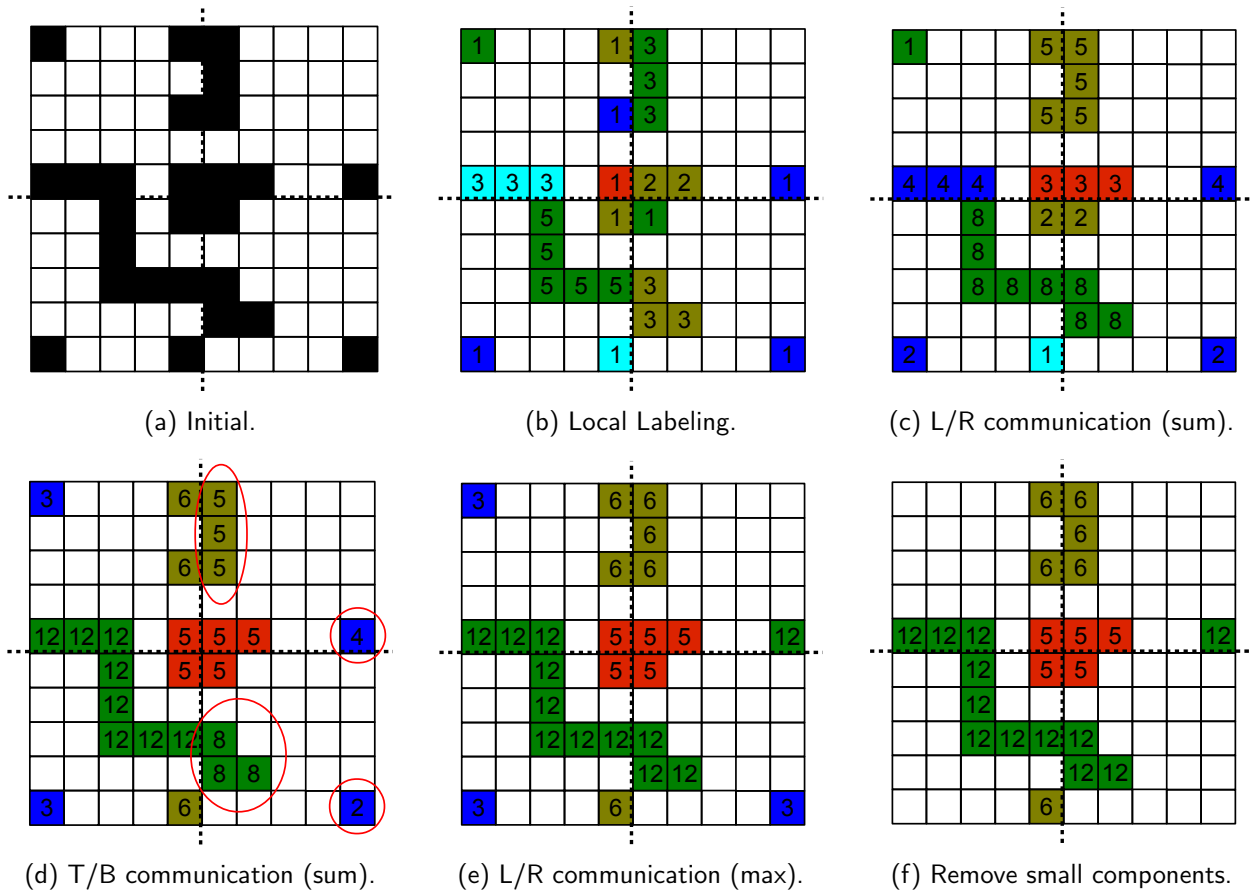 1 1 3
3
1 3
3 3 3 1 2 2 1
5 1 1
5
5 5 5 3
3 3
1 1 1
1 5 5
5
5 5
4 4 4 3 3 3 4
8 2 2
8
8 8 8 8
8 8
2 1 2
(a) Initial.
(b) Local Labeling.
(c) L/R communication (sum).
3 6 5
5
6 5
12 12 12 5 5 5 4
12 5 5
12
12 12 12 8
8 8
3 6 2
3 6 6
6
6 6
12 12 12 5 5 5 12
12 5 5
12
12 12 12 12
12 12
3 6 3
6 6
6
6 6
12 12 12 5 5 5 12
12 5 5
12
12 12 12 12
12 12
6
(d) T/B communication (sum).
(e) L/R communication (max).
(f) Remove small components.